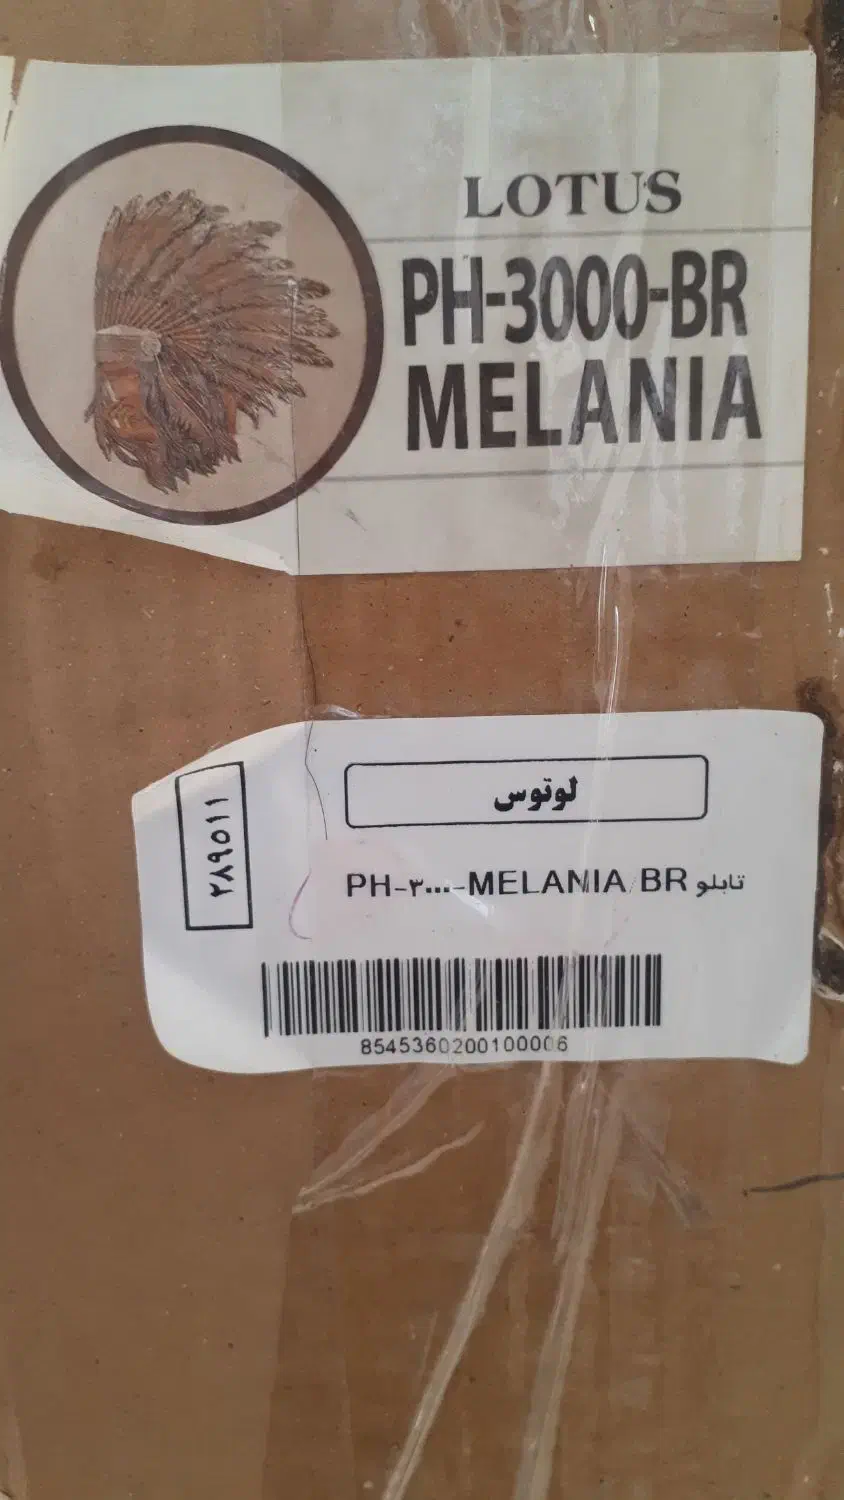 LOTUS
PH-3000-BR
MELANIA
لوتوس
۲۸۹۵۱۱
تابلو PH-۳۰۰۰-MELANIA BR
8545360200100006